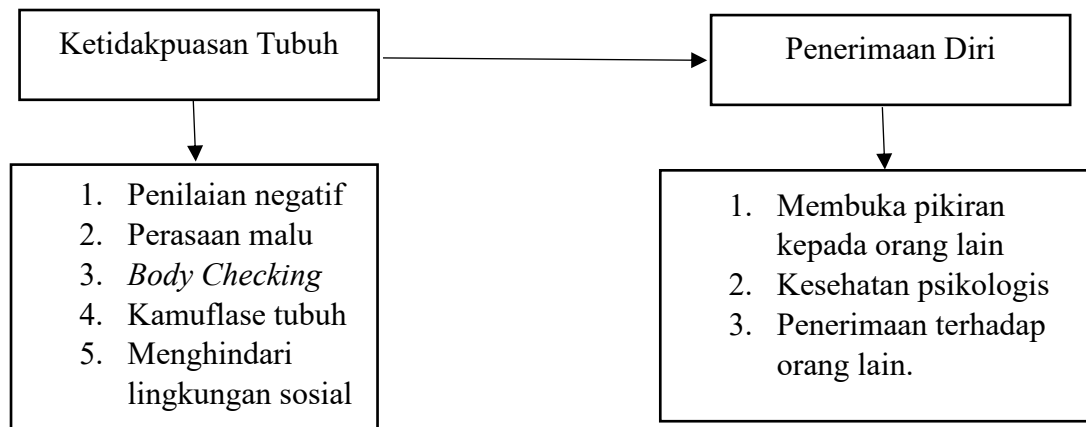 Ketidakpuasan Tubuh
Penerimaan Diri
1. Penilaian negatif
2. Perasaan malu
3. Body Checking
4. Kamuflase tubuh
5. Menghindari
lingkungan sosial
1. Membuka pikiran
kepada orang lain
2. Kesehatan psikologis
3. Penerimaan terhadap
orang lain.